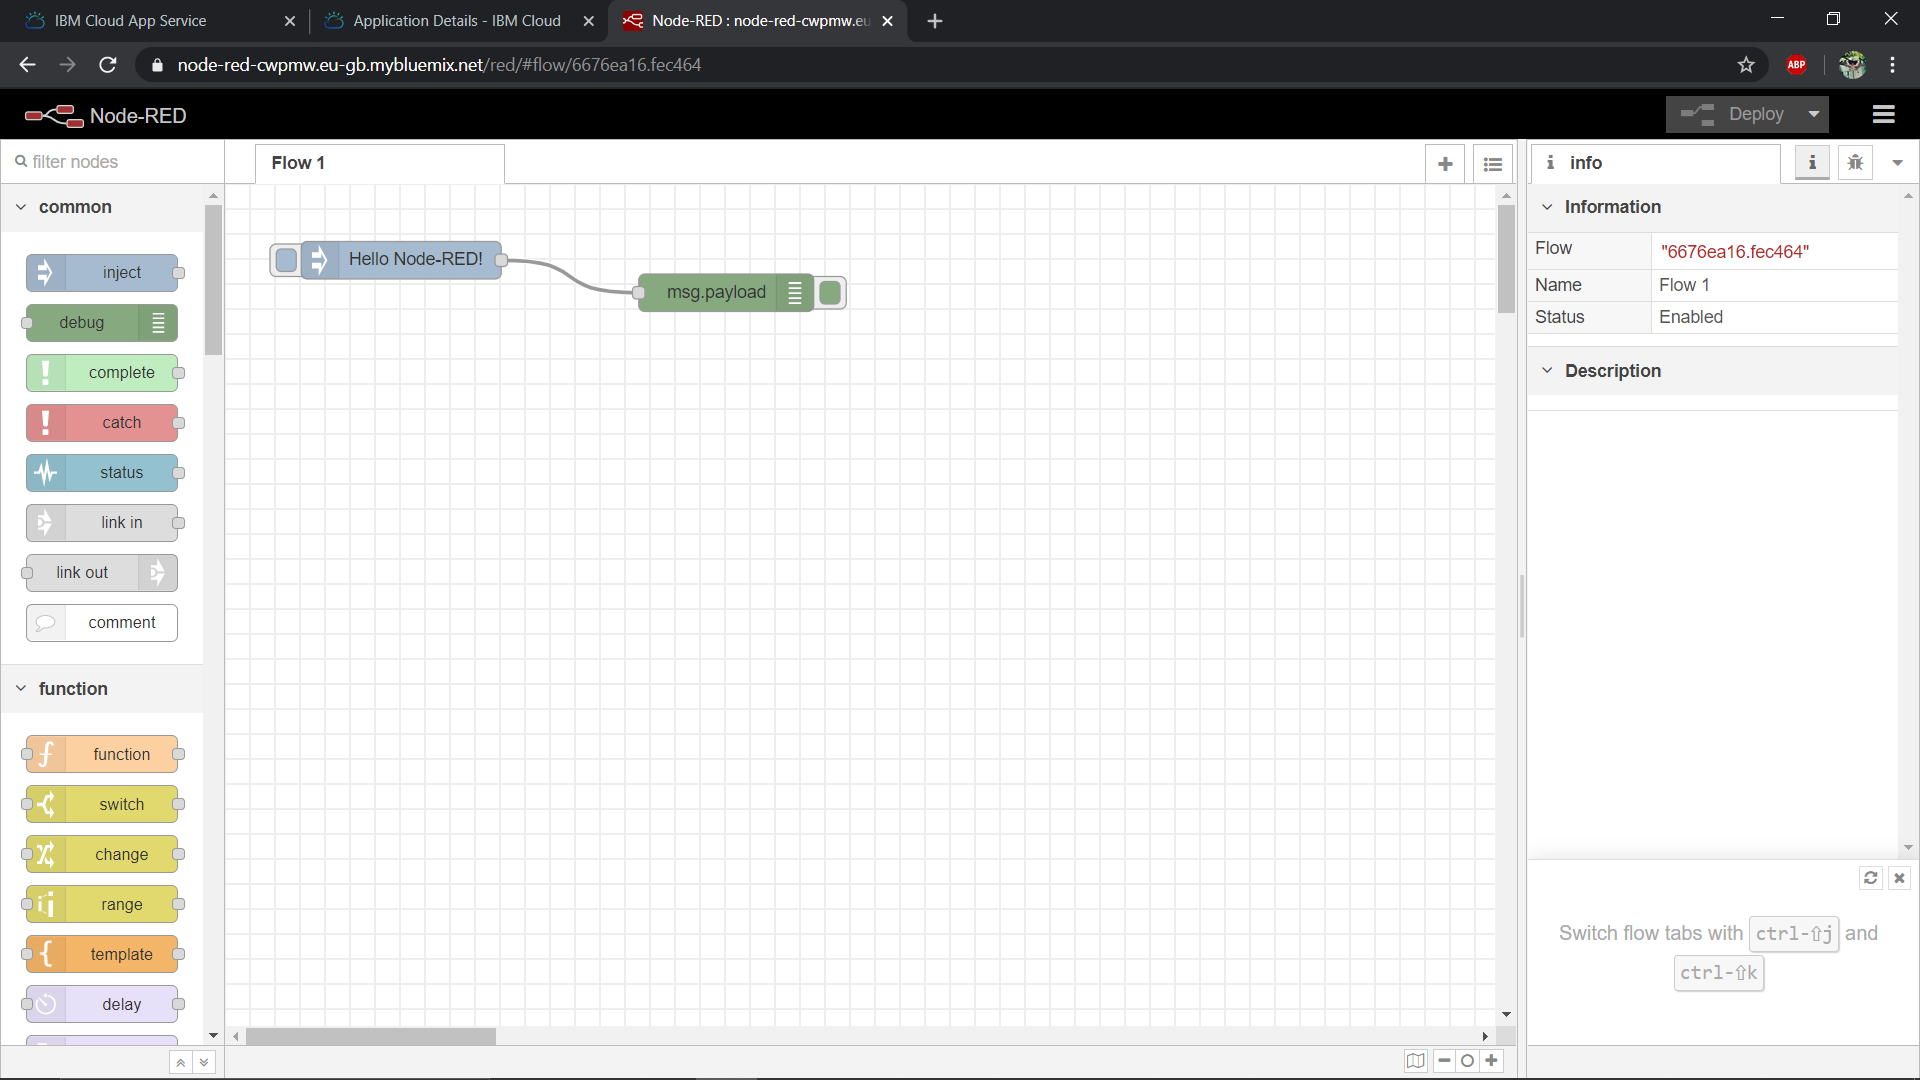 IBM Cloud App Service
Application Details - IBM Cloud
Node-RED : node-red-cwpmw.eu
node-red-cwpmw.eu-gb.mybluemix.net/red/#flow/6676ea16.fec464
ABP
Node-RED
Deploy
filter nodes
Flow 1
info
common
inject
debug
complete
catch
status
link in
link out
comment
function
function
switch
change
range
template
delay
Hello Node-RED!
msg.payload
Information
Flow "6676ea16.fec464"
Name Flow 1
Status Enabled
Description
Switch flow tabs with ctrl-⇧j and
ctrl-⇧k